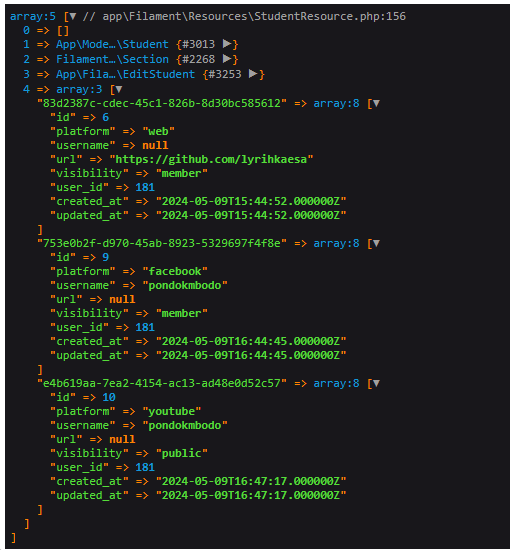 array:5 [▼ // app\Filament\Resources\StudentResource.php:156
0 => []
1 => App\Mode…\Student {#3013 ▶}
2 => Filament…\Section {#2268 ▶}
3 => App\Fila…\EditStudent {#3253 ▶}
4 => array:3 [▼
"83d2387c-cdec-45c1-826b-8d30bc585612" => array:8 [▼
"id" => 6
"platform" => "web"
"username" => null
"url" => "https://github.com/lyrihkaesa"
"visibility" => "member"
"user_id" => 181
"created_at" => "2024-05-09T15:44:52.000000Z"
"updated_at" => "2024-05-09T15:44:52.000000Z"
]
"753e0b2f-d970-45ab-8923-5329697f4f8e" => array:8 [▼
"id" => 9
"platform" => "facebook"
"username" => "pondokmbodo"
"url" => null
"visibility" => "member"
"user_id" => 181
"created_at" => "2024-05-09T16:44:45.000000Z"
"updated_at" => "2024-05-09T16:44:45.000000Z"
]
"e4b619aa-7ea2-4154-ac13-ad48e0d52c57" => array:8 [▼
"id" => 10
"platform" => "youtube"
"username" => "pondokmbodo"
"url" => null
"visibility" => "public"
"user_id" => 181
"created_at" => "2024-05-09T16:47:17.000000Z"
"updated_at" => "2024-05-09T16:47:17.000000Z"
]
]
]